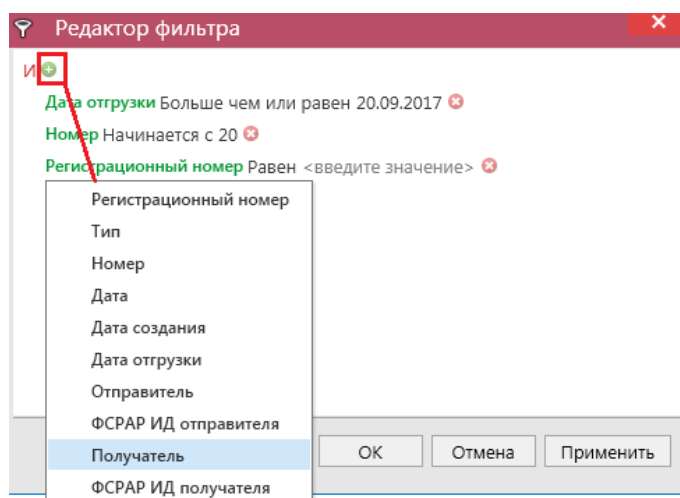 Редактор фильтра
И
Дата отгрузки Больше чем или равен 20.09.2017
Номер Начинается с 20
Регистрационный номер Равен <введите значение>
Регистрационный номер
Тип
Номер
Дата
Дата создания
Дата отгрузки
Отправитель
ФСРАР ИД отправителя
Получатель
ФСРАР ИД получателя
ОК Отмена Применить